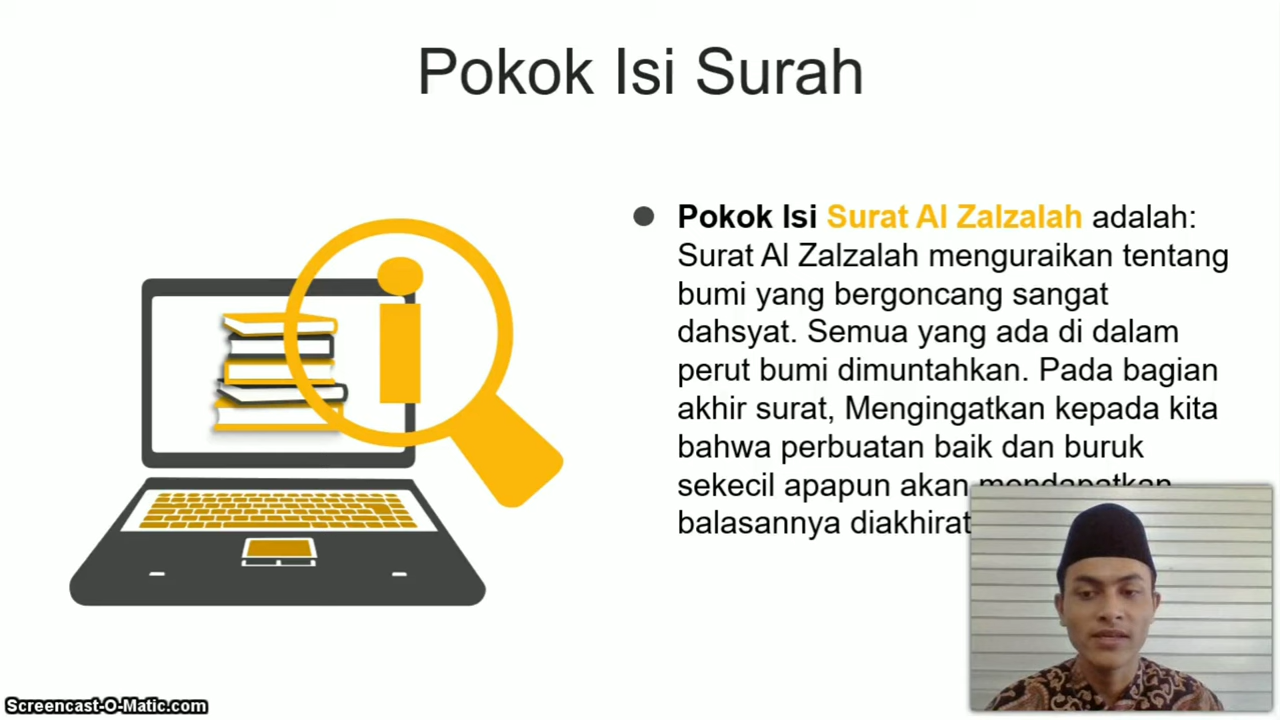 Pokok Isi Surah
Pokok Isi Surat Al Zalzalah adalah:
Surat Al Zalzalah menguraikan tentang
bumi yang bergoncang sangat
dahsyat. Semua yang ada di dalam
perut bumi dimuntahkan. Pada bagian
akhir surat, Mengingatkan kepada kita
bahwa perbuatan baik dan buruk
sekecil apapun akan mendapatkan
balasannya diakhirat
i
Screencast-O-Matic.com